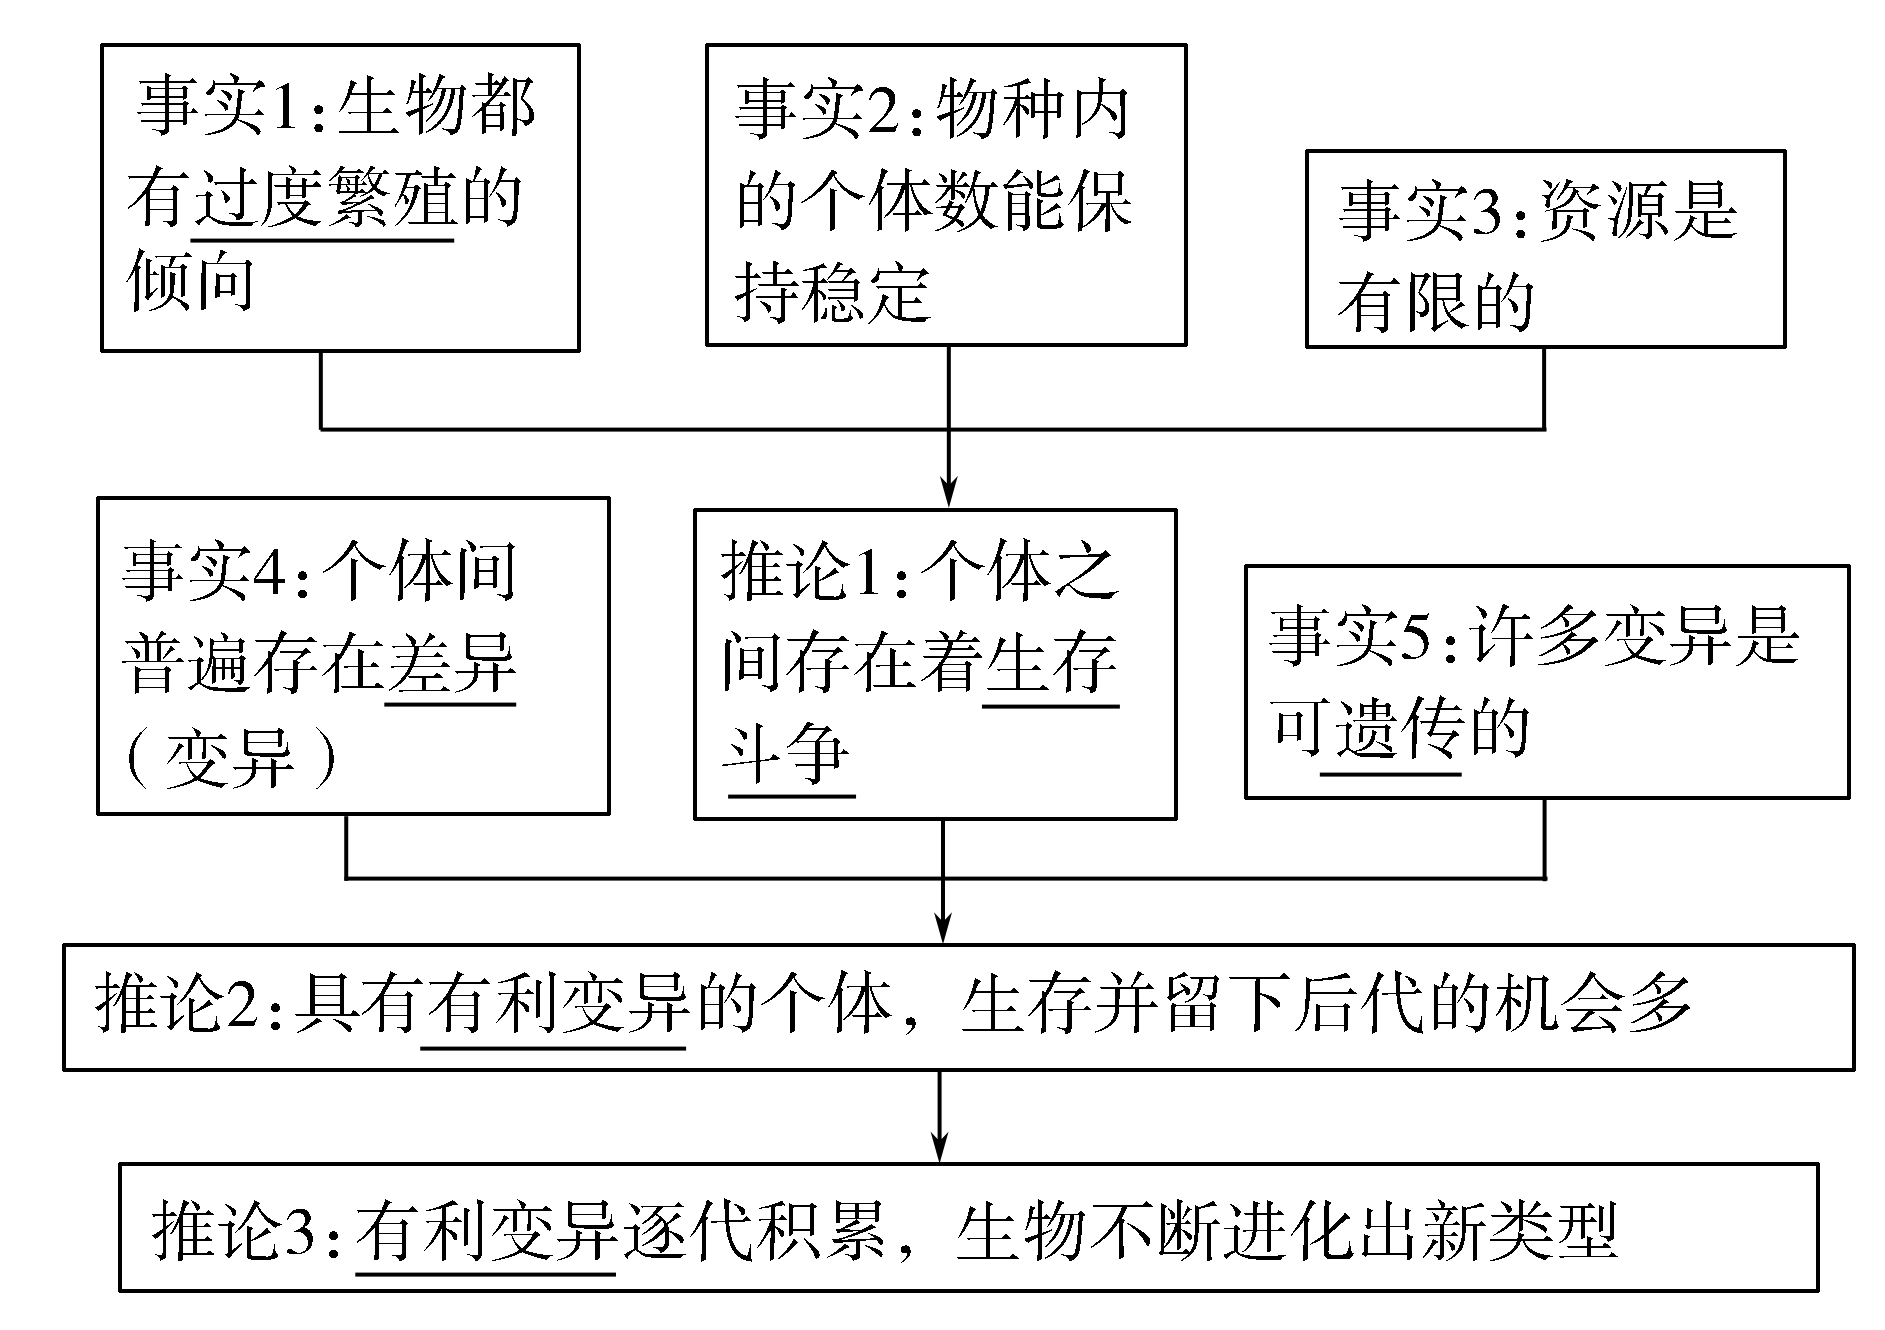 事实1:生物都
有过度繁殖的
倾向
事实2:物种内
的个体数能保
持稳定
事实3:资源是
有限的
事实4:个体间
普遍存在差异
(变异)
推论1:个体之
间存在着生存
斗争
事实5:许多变异是
可遗传的
推论2:具有有利变异的个体，生存并留下后代的机会多
推论3:有利变异逐代积累，生物不断进化出新类型